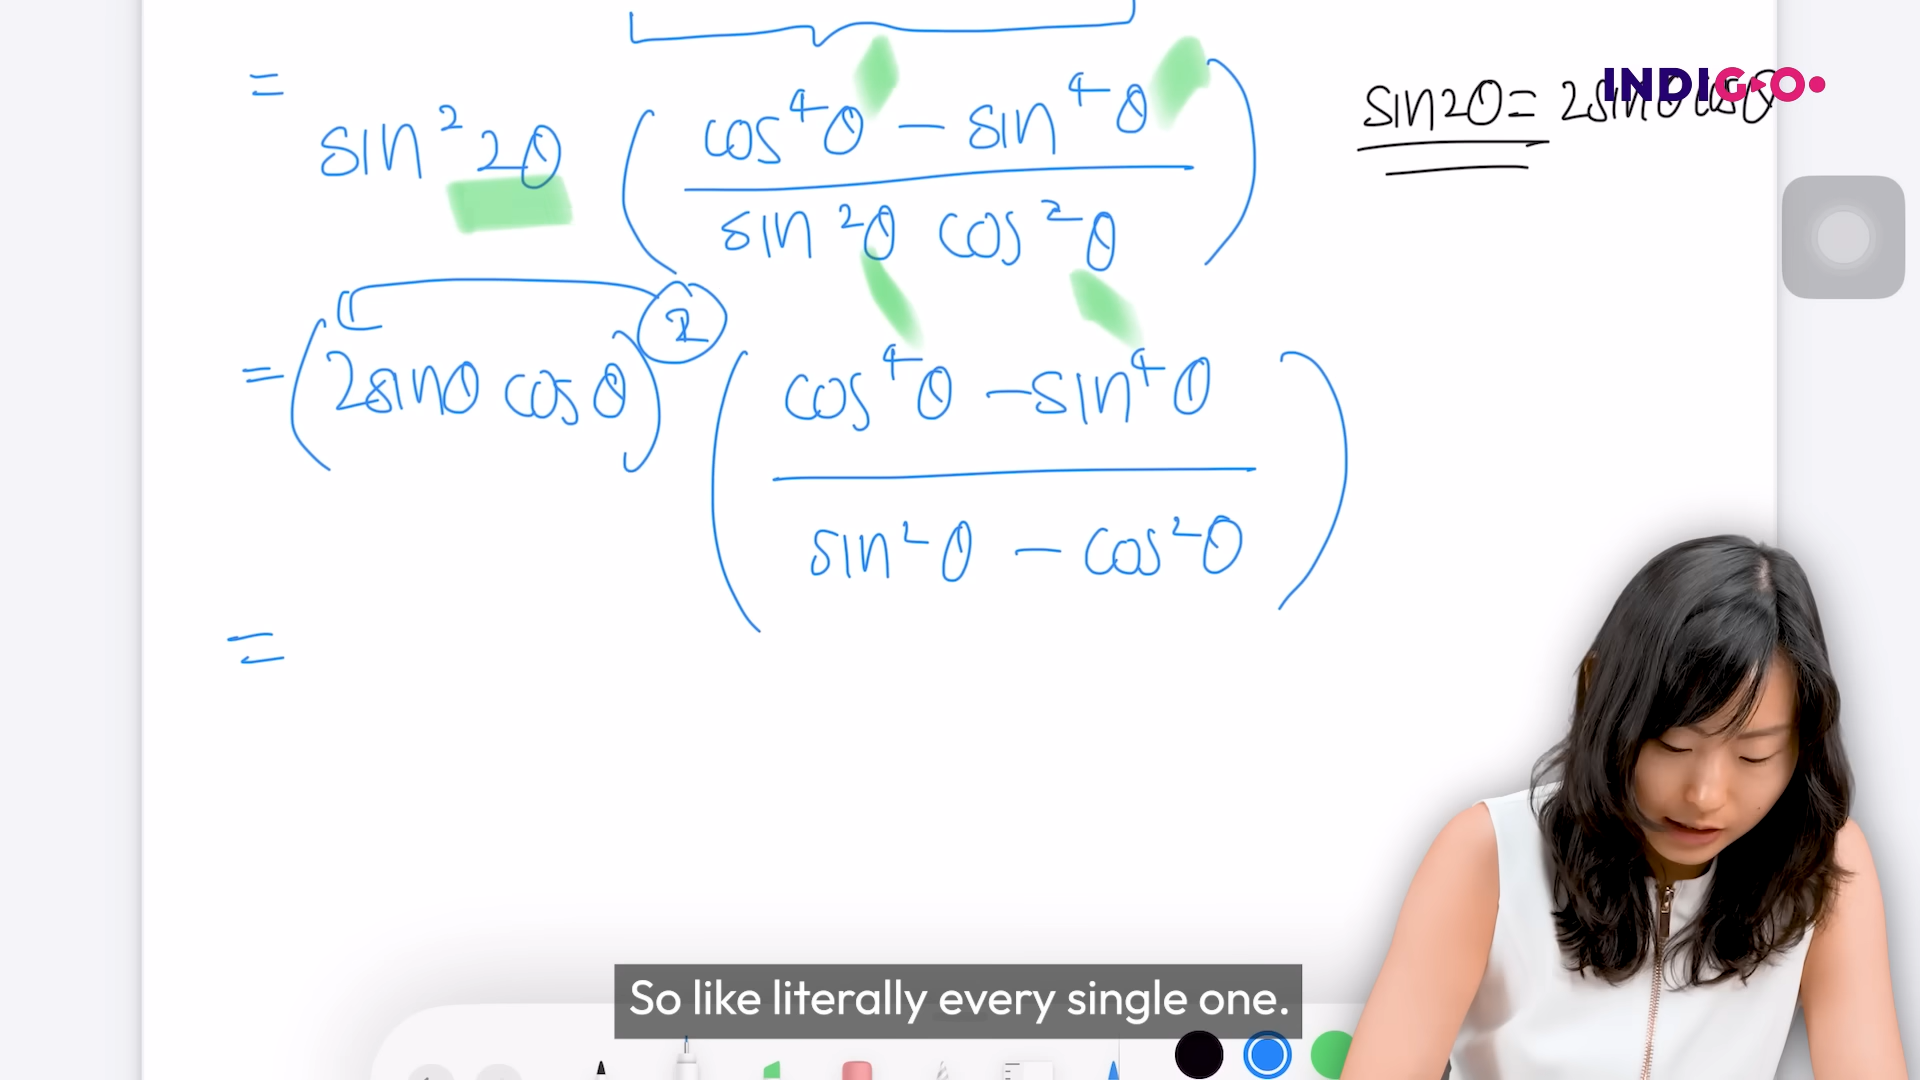 INDIGO
= sin²2θ ( cos⁴θ – sin⁴θ
sin²θ cos²θ )
sin2θ = 2sinθ cosθ
= (2sinθ cosθ)² ( cos⁴θ – sin⁴θ
sin²θ – cos²θ )
=
So like literally every single one.